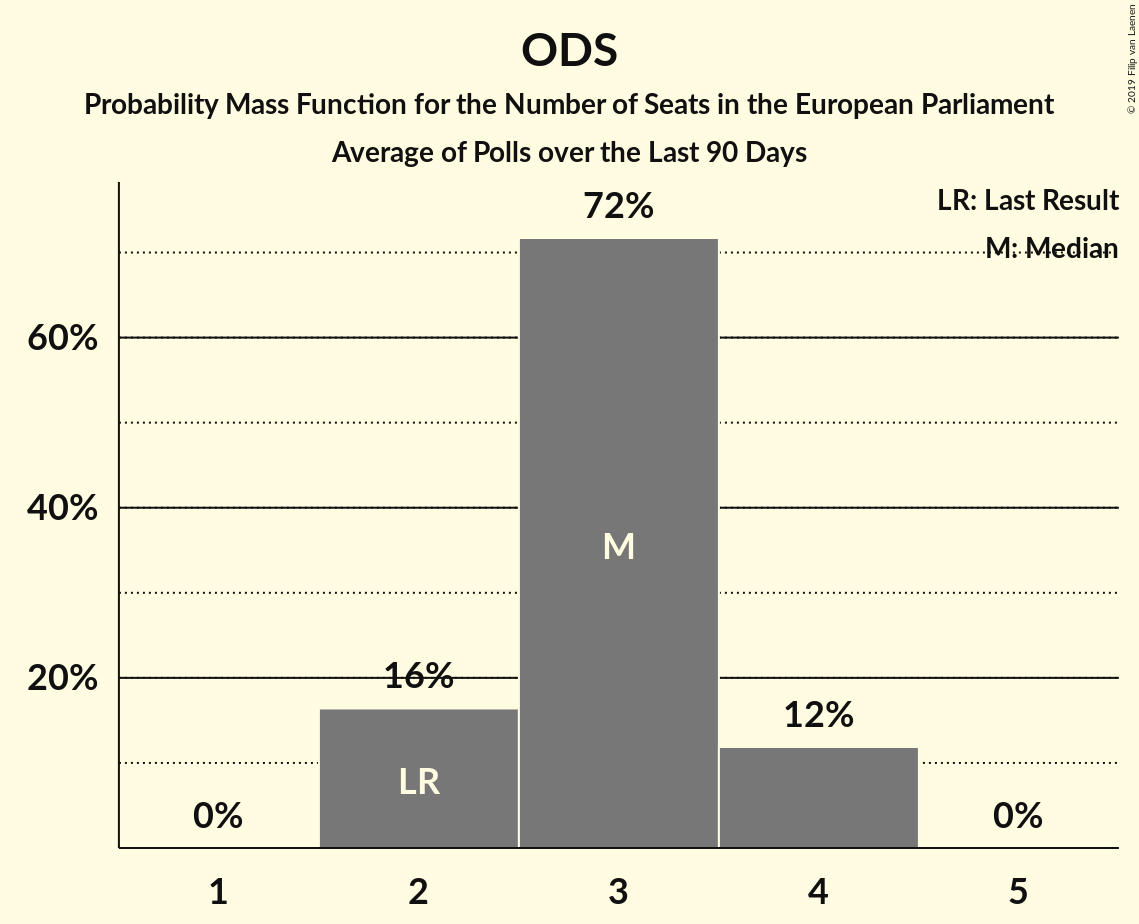 ODS
Probability Mass Function for the Number of Seats in the European Parliament
Average of Polls over the Last 90 Days
© 2019 Filip van Laenen
LR: Last Result
M: Median
72%
60%
40%
M
20%
16%
12%
LR
0%
0%
1 2 3 4 5